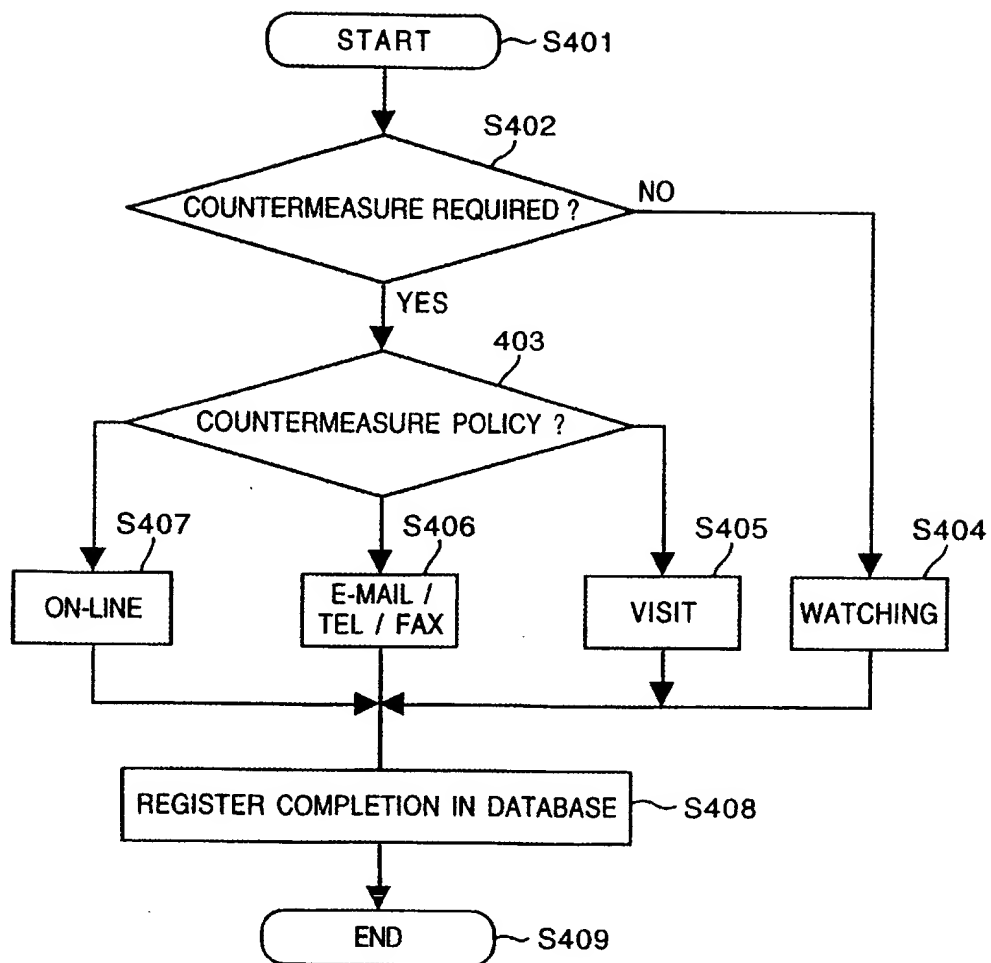 START
S401
S402
COUNTERMEASURE REQUIRED ?
NO
YES
403
COUNTERMEASURE POLICY ?
S407
S406
S405
S404
ON-LINE
E-MAIL /
TEL / FAX
VISIT
WATCHING
REGISTER COMPLETION IN DATABASE
S408
END
S409